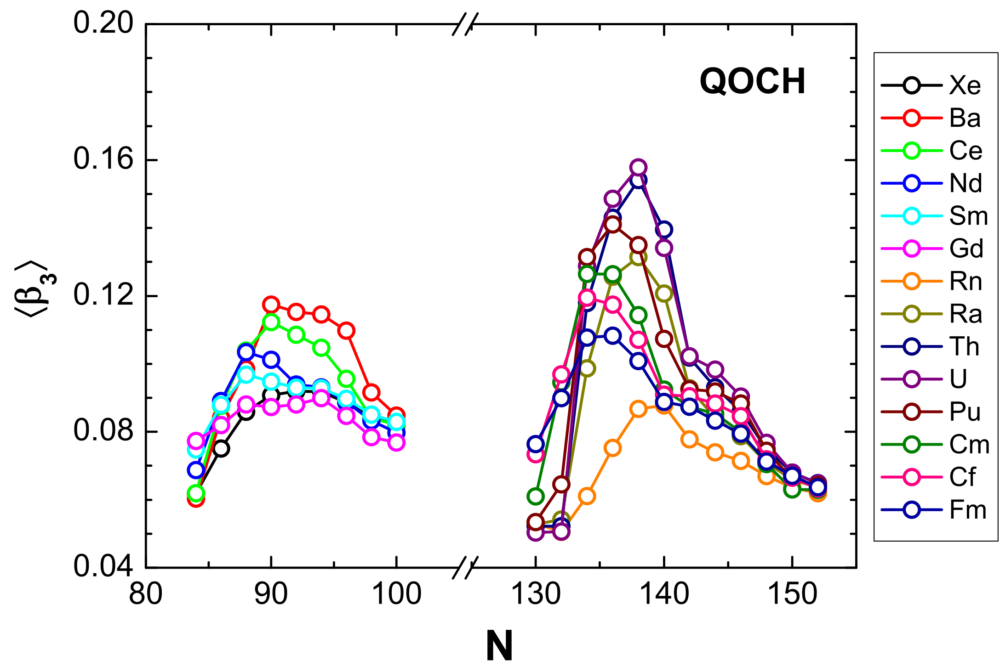 0.20
0.16
0.12
0.08
0.04
⟨β3⟩
80 90 100 130 140 150
N
QOCH
Xe
Ba
Ce
Nd
Sm
Gd
Rn
Ra
Th
U
Pu
Cm
Cf
Fm